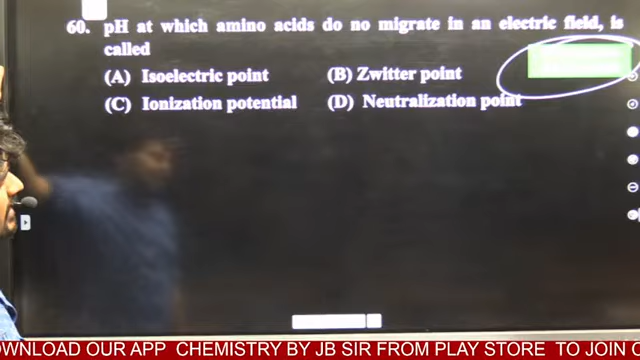 60. pH at which amino acids do no migrate in an electric field, is
called
(A) Isoelectric point (B) Zwitter point
(C) Ionization potential (D) Neutralization point
OWNLOAD OUR APP CHEMISTRY BY JB SIR FROM PLAY STORE TO JOIN